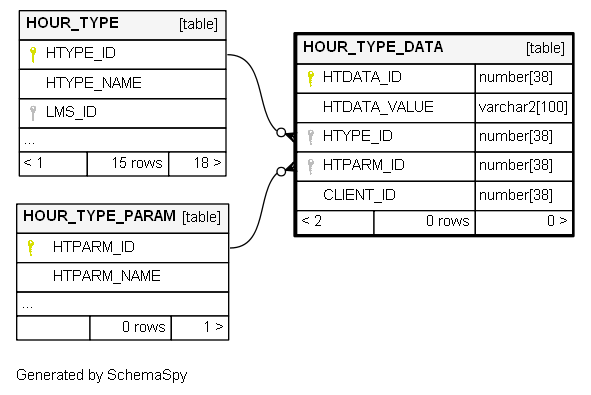 HOUR_TYPE [table]
HTYPE_ID
HTYPE_NAME
LMS_ID
...
< 1 15 rows 18 >
HOUR_TYPE_PARAM [table]
HTPARM_ID
HTPARM_NAME
...
0 rows 1 >
HOUR_TYPE_DATA [table]
HTDATA_ID number[38]
HTDATA_VALUE varchar2[100]
HTYPE_ID number[38]
HTPARM_ID number[38]
CLIENT_ID number[38]
< 2 0 rows 0 >
Generated by SchemaSpy